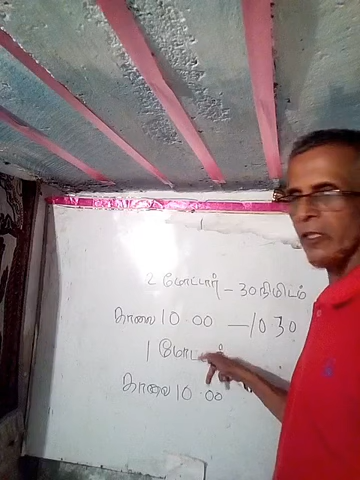 2 மோட்டார் – 30 நிமிடம்
காலை 10.00 – 10 30
1
காலை 10.00